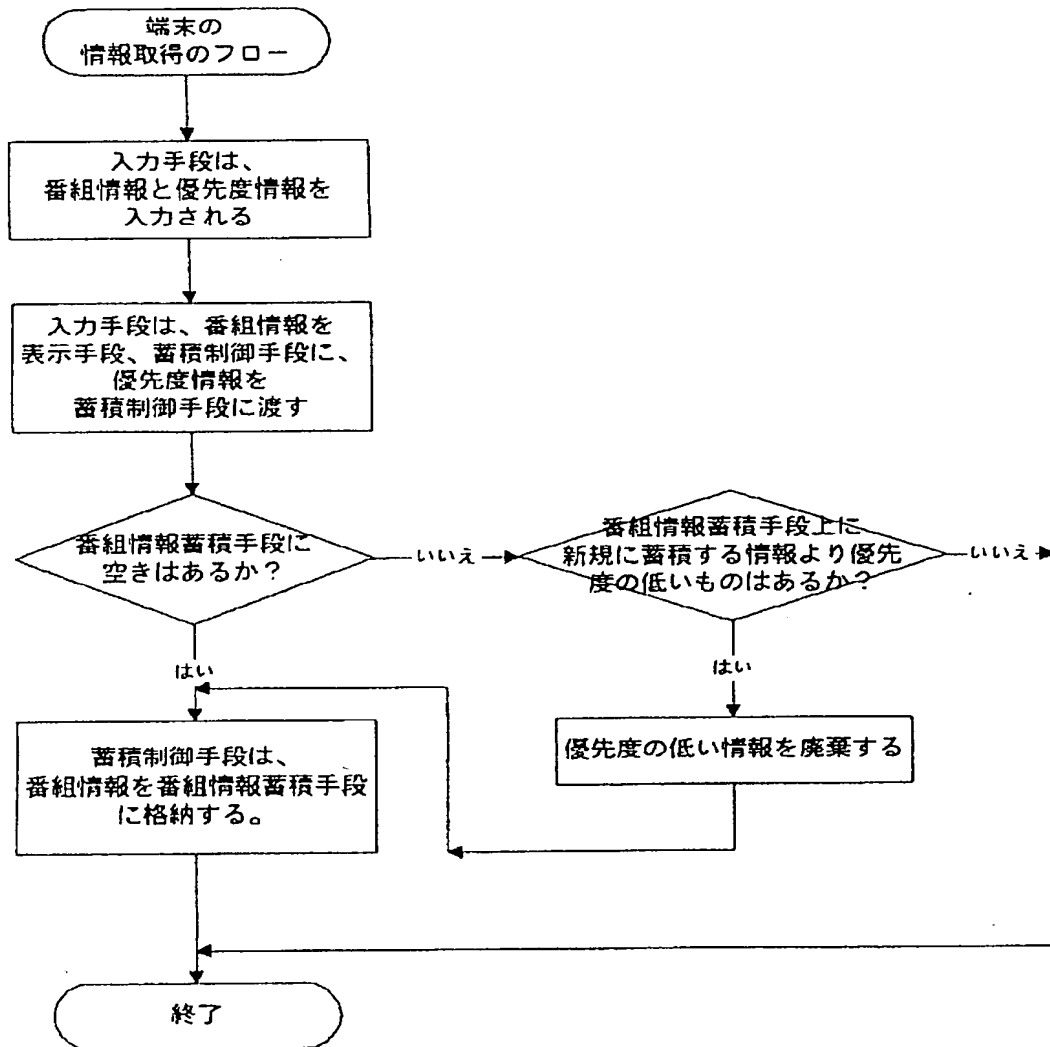 端末の
情報取得のフロー
入力手段は、
番組情報と優先度情報を
入力される
入力手段は、番組情報を
表示手段、蓄積制御手段に、
優先度情報を
蓄積制御手段に渡す
番組情報蓄積手段に
空きはあるか？
いいえ
番組情報蓄積手段上に
新規に蓄積する情報より優先
度の低いものはあるか？
いいえ
はい
はい
蓄積制御手段は、
番組情報を番組情報蓄積手段
に格納する。
優先度の低い情報を廃棄する
終了